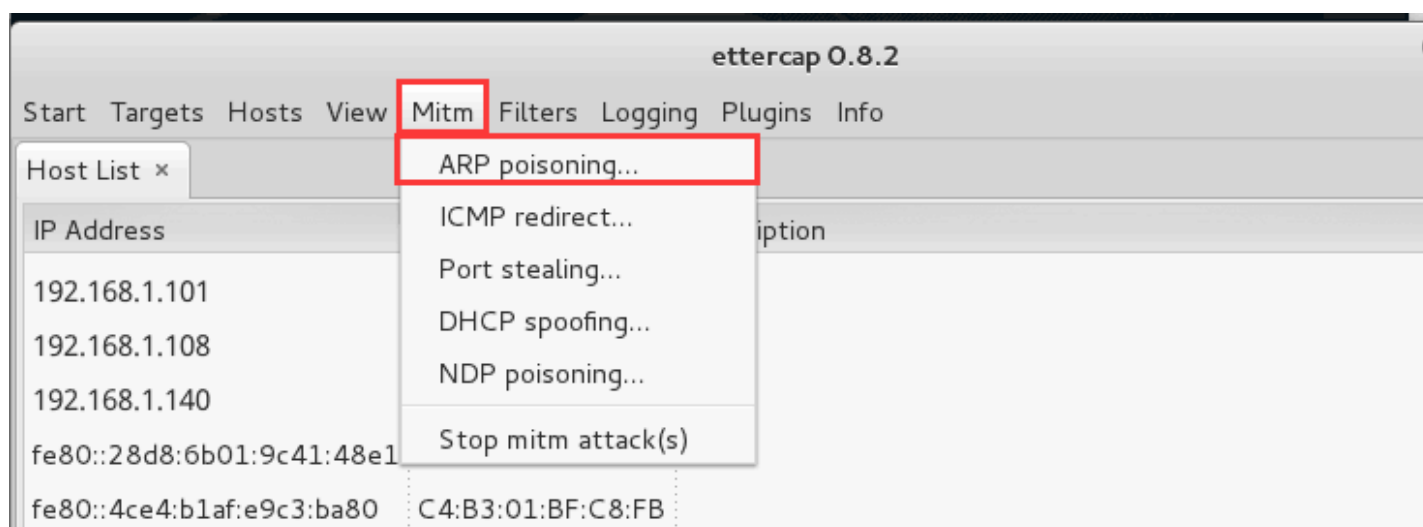 ettercap 0.8.2
Start Targets Hosts View Mitm Filters Logging Plugins Info
Host List ×
ARP poisoning...
IP Address
ICMP redirect...
iption
Port stealing...
192.168.1.101
DHCP spoofing...
192.168.1.108
NDP poisoning...
192.168.1.140
Stop mitm attack(s)
fe80::28d8:6b01:9c41:48e1
fe80::4ce4:b1af:e9c3:ba80 C4:B3:01:BF:C8:FB